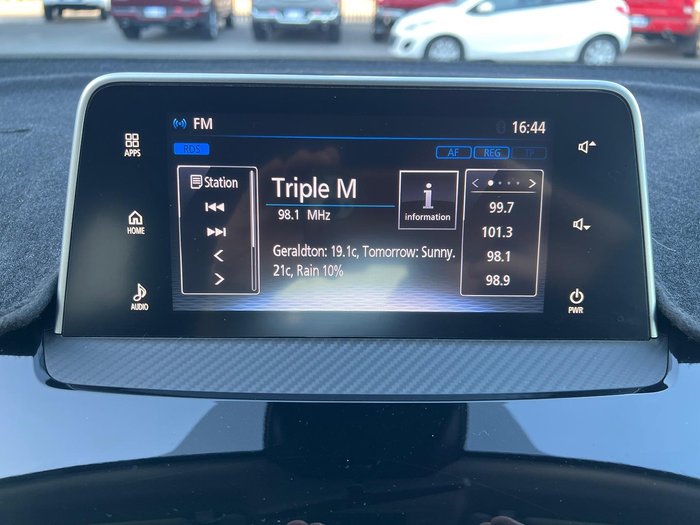 FM
16:44
RDS
AF REG TP
APPS
HOME
AUDIO
Station
Triple M
98.1 MHz
Geraldton: 19.1c, Tomorrow: Sunny.
21c, Rain 10%
i
information
99.7
101.3
98.1
98.9
PWR